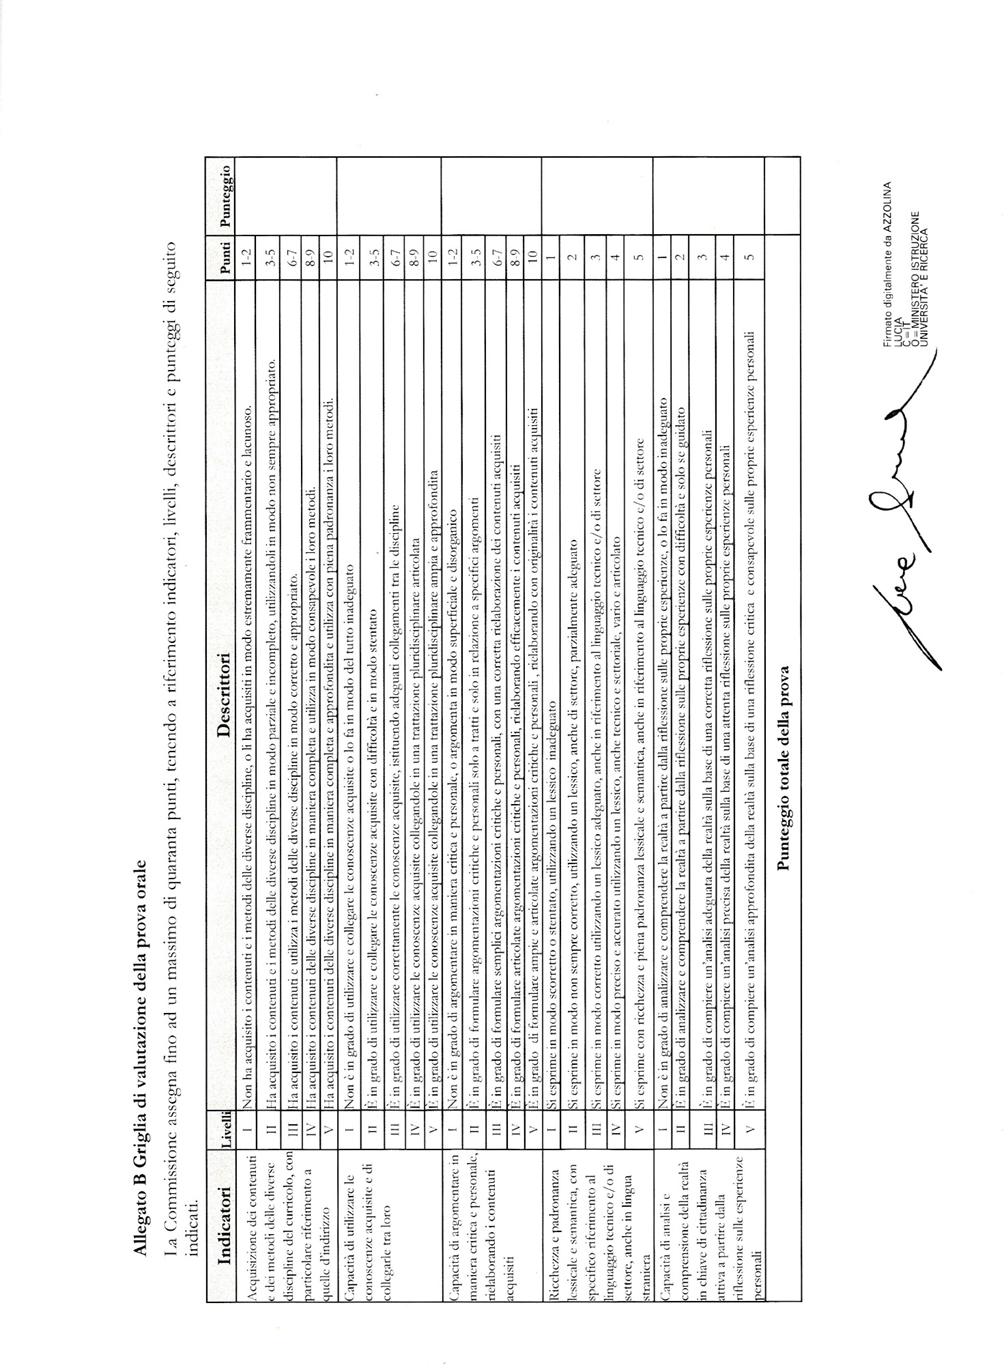 Allegato B Griglia di valutazione della prova orale
La Commissione assegna fino ad un massimo di quaranta punti, tenendo a riferimento indicatori, livelli, descrittori e punteggi di seguito
indicati.
Indicatori Livelli Descrittori Punti Punteggio
Acquisizione dei contenuti
e dei metodi delle diverse
discipline del curricolo, con
particolare riferimento a
quelle d'indirizzo
I Non ha acquisito i contenuti e i metodi delle diverse discipline, o li ha acquisiti in modo estremamente frammentario e lacunoso. 1-2
II Ha acquisito i contenuti e i metodi delle diverse discipline in modo parziale e incompleto, utilizzandoli in modo non sempre appropriato. 3-5
III Ha acquisito i contenuti e utilizza i metodi delle diverse discipline in modo corretto e appropriato. 6-7
IV Ha acquisito i contenuti delle diverse discipline in maniera completa e utilizza in modo consapevole i loro metodi. 8-9
V Ha acquisito i contenuti delle diverse discipline in maniera completa e approfondita e utilizza con piena padronanza i loro metodi. 10
Capacità di utilizzare le
conoscenze acquisite e di
collegarle tra loro
I Non è in grado di utilizzare e collegare le conoscenze acquisite o lo fa in modo del tutto inadeguato 1-2
II È in grado di utilizzare e collegare le conoscenze acquisite con difficoltà e in modo stentato 3-5
III È in grado di utilizzare correttamente le conoscenze acquisite, istituendo adeguati collegamenti tra le discipline 6-7
IV È in grado di utilizzare le conoscenze acquisite collegandole in una trattazione pluridisciplinare articolata 8-9
V È in grado di utilizzare le conoscenze acquisite collegandole in una trattazione pluridisciplinare ampia e approfondita 10
Capacità di argomentare in
maniera critica e personale,
rielaborando i contenuti
acquisiti
I Non è in grado di argomentare in maniera critica e personale, o argomenta in modo superficiale e disorganico 1-2
II È in grado di formulare argomentazioni critiche e personali solo a tratti e solo in relazione a specifici argomenti 3-5
III È in grado di formulare semplici argomentazioni critiche e personali, con una corretta rielaborazione dei contenuti acquisiti 6-7
IV È in grado di formulare articolate argomentazioni critiche e personali, rielaborando efficacemente i contenuti acquisiti 8-9
V È in grado di formulare ampie e articolate argomentazioni critiche e personali , rielaborando con originalità i contenuti acquisiti 10
Ricchezza e padronanza
lessicale e semantica, con
specifico riferimento al
linguaggio tecnico e/o di
settore, anche in lingua
straniera
I Si esprime in modo scorretto o stentato, utilizzando un lessico inadeguato 1
II Si esprime in modo non sempre corretto, utilizzando un lessico, anche di settore, parzialmente adeguato 2
III Si esprime in modo corretto utilizzando un lessico adeguato, anche in riferimento al linguaggio tecnico e/o di settore 3
IV Si esprime in modo preciso e accurato utilizzando un lessico, anche tecnico e settoriale, vario e articolato 4
V Si esprime con ricchezza e piena padronanza lessicale e semantica, anche in riferimento al linguaggio tecnico e/o di settore 5
Capacità di analisi e
comprensione della realtà
in chiave di cittadinanza
attiva a partire dalla
riflessione sulle esperienze
personali
I Non è in grado di analizzare e comprendere la realtà a partire dalla riflessione sulle proprie esperienze, o lo fa in modo inadeguato 1
II È in grado di analizzare e comprendere la realtà a partire dalla riflessione sulle proprie esperienze con difficoltà e solo se guidato 2
III È in grado di compiere un'analisi adeguata della realtà sulla base di una corretta riflessione sulle proprie esperienze personali 3
IV È in grado di compiere un'analisi precisa della realtà sulla base di una attenta riflessione sulle proprie esperienze personali 4
V È in grado di compiere un'analisi approfondita della realtà sulla base di una riflessione critica e consapevole sulle proprie esperienze personali 5
Punteggio totale della prova
Firmato digitalmente da AZZOLINA
LUCIA
C = IT
O = MINISTERO ISTRUZIONE
UNIVERSITA' E RICERCA